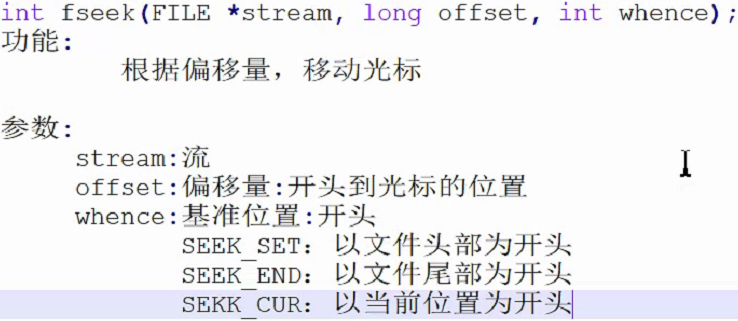 int fseek(FILE *stream, long offset, int whence);
功能:
根据偏移量，移动光标
参数:
stream:流
offset:偏移量:开头到光标的位置
whence:基准位置:开头
SEEK_SET: 以文件头部为开头
SEEK_END: 以文件尾部为开头
SEKK_CUR: 以当前位置为开头